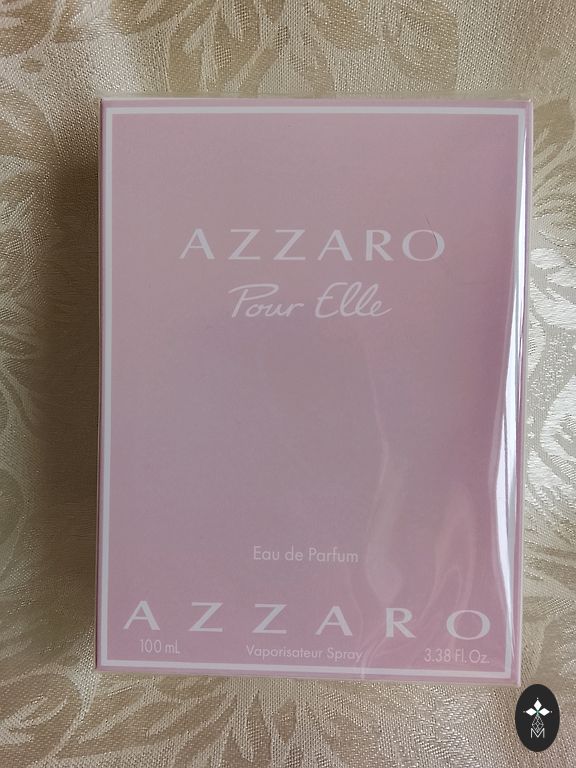 AZZARO
Pour Elle
Eau de Parfum
AZZARO
100 mL Vaporisateur Spray 3.38 Fl. Oz.
M